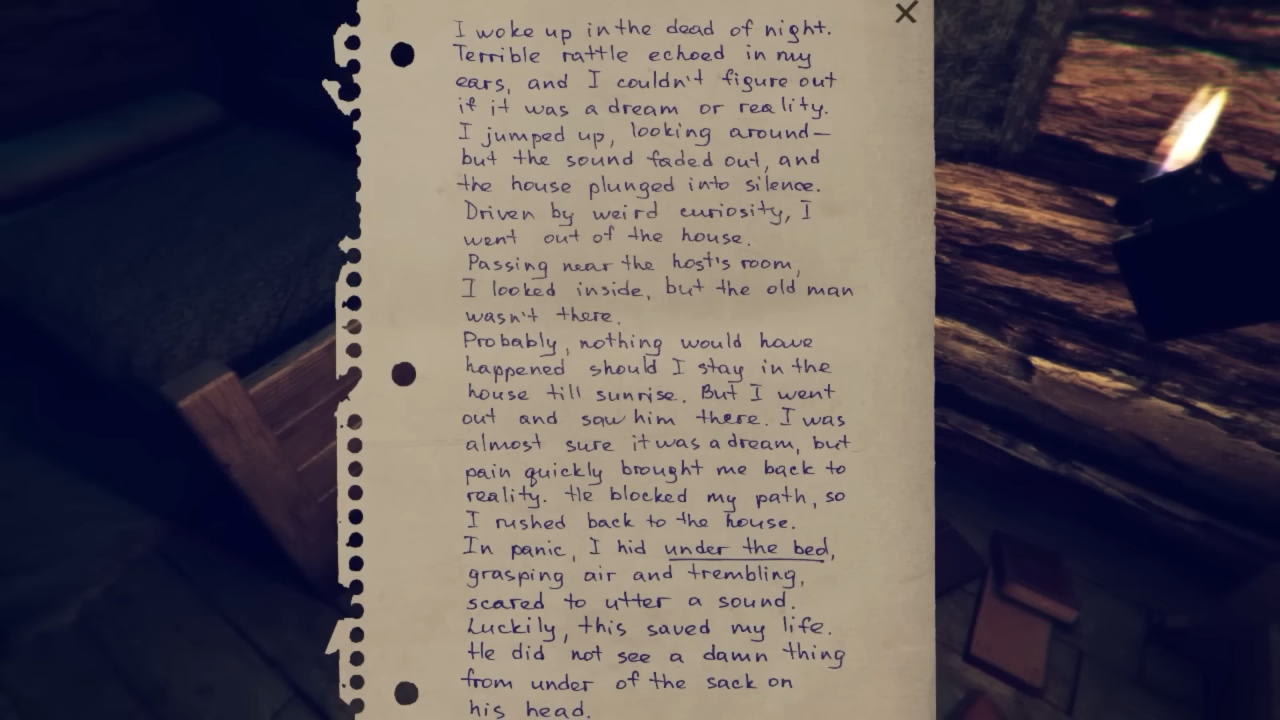 I woke up in the dead of night.
Terrible rattle echoed in my
ears, and I couldn't figure out
if it was a dream or reality.
I jumped up, looking around—
but the sound faded out, and
the house plunged into silence.
Driven by weird curiosity, I
went out of the house.
Passing near the host's room,
I looked inside, but the old man
wasn't there.
Probably, nothing would have
happened should I stay in the
house till sunrise. But I went
out and saw him there. I was
almost sure it was a dream, but
pain quickly brought me back to
reality. He blocked my path, so
I rushed back to the house.
In panic, I hid under the bed,
grasping air and trembling,
scared to utter a sound.
Luckily, this saved my life.
He did not see a damn thing
from under of the sack on
his head.